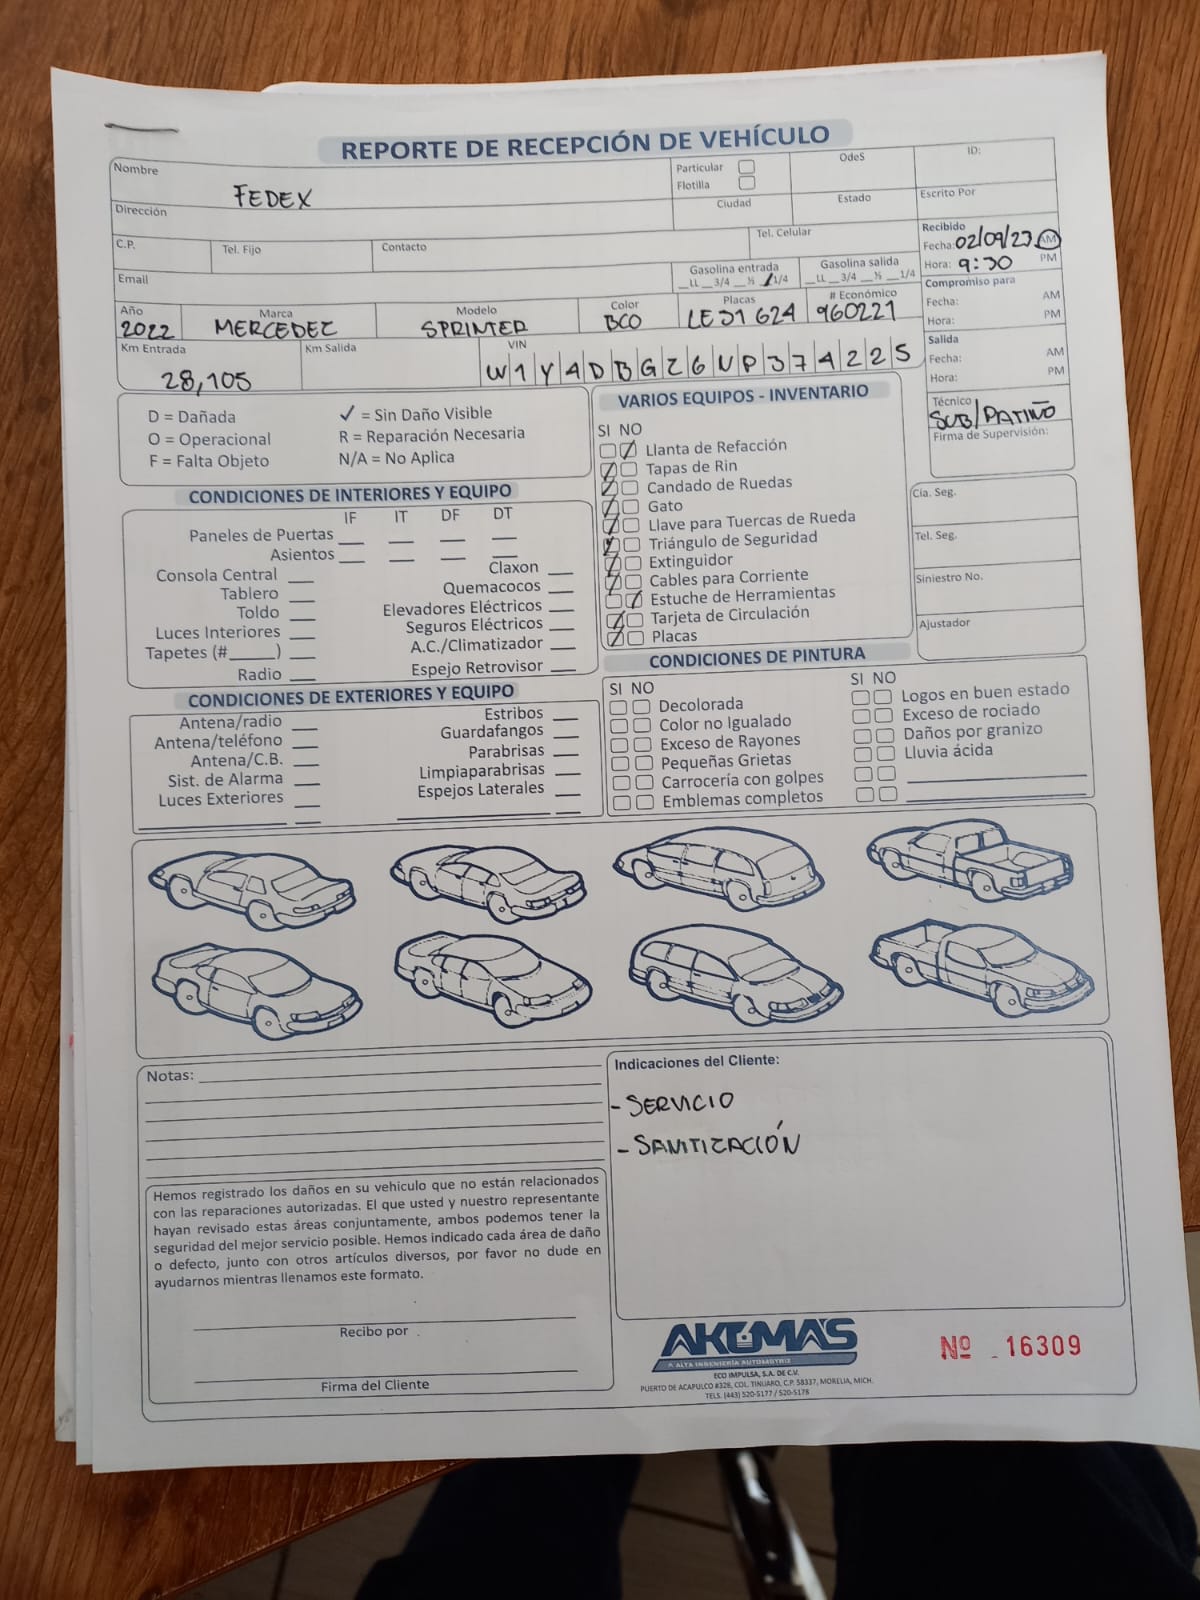 REPORTE DE RECEPCIÓN DE VEHÍCULO
Nombre
FEDEX
Particular
Flotilla
OdeS
ID:
Dirección
Ciudad
Estado
Escrito Por
C.P.
Tel. Fijo
Contacto
Tel. Celular
Recibido
Fecha: 02/09/23 AM
Hora: 9:30 PM
Email
Gasolina entrada
__LL __3/4 __½ __1/4
Gasolina salida
__LL __3/4 __½ __1/4
Compromiso para
Fecha: AM
Hora: PM
Año
2022
Marca
MERCEDEZ
Modelo
SPRINTER
Color
BCO
Placas
LE31624
# Económico
960221
Km Entrada
28,105
Km Salida
VIN
W1Y4DBGZ6NP374225
Salida
Fecha: AM
Hora: PM
Técnico
SUB/PATIÑO
Firma de Supervisión:
D = Dañada
✓ = Sin Daño Visible
O = Operacional
R = Reparación Necesaria
F = Falta Objeto
N/A = No Aplica
VARIOS EQUIPOS - INVENTARIO
SI NO
Llanta de Refacción
Tapas de Rin
Candado de Ruedas
Gato
Llave para Tuercas de Rueda
Triángulo de Seguridad
Extinguidor
Cables para Corriente
Estuche de Herramientas
Tarjeta de Circulación
Placas
Cía. Seg.
Tel. Seg.
Siniestro No.
Ajustador
CONDICIONES DE INTERIORES Y EQUIPO
IF IT DF DT
Paneles de Puertas
Asientos
Consola Central
Claxon
Tablero
Quemacocos
Toldo
Elevadores Eléctricos
Luces Interiores
Seguros Eléctricos
Tapetes (#_____)
A.C./Climatizador
Radio
Espejo Retrovisor
CONDICIONES DE EXTERIORES Y EQUIPO
Antena/radio
Estribos
Antena/teléfono
Guardafangos
Antena/C.B.
Parabrisas
Sist. de Alarma
Limpiaparabrisas
Luces Exteriores
Espejos Laterales
CONDICIONES DE PINTURA
SI NO
Decolorada
Color no Igualado
Exceso de Rayones
Pequeñas Grietas
Carrocería con golpes
Emblemas completos
SI NO
Logos en buen estado
Exceso de rociado
Daños por granizo
Lluvia ácida
Notas:
Indicaciones del Cliente:
- SERVICIO
- SANITIZACIÓN
Hemos registrado los daños en su vehiculo que no están relacionados
con las reparaciones autorizadas. El que usted y nuestro representante
hayan revisado estas áreas conjuntamente, ambos podemos tener la
seguridad del mejor servicio posible. Hemos indicado cada área de daño
o defecto, junto con otros artículos diversos, por favor no dude en
ayudarnos mientras llenamos este formato.
Recibo por
Firma del Cliente
AKUMA'S
ALTA INGENIERÍA AUTOMOTRIZ
ECO IMPULSA, S.A. DE C.V.
PUERTO DE ACAPULCO #328, COL. TINIJARO, C.P. 58337, MORELIA, MICH.
TELS. (443) 520-5177 / 520-5178
Nº 16309